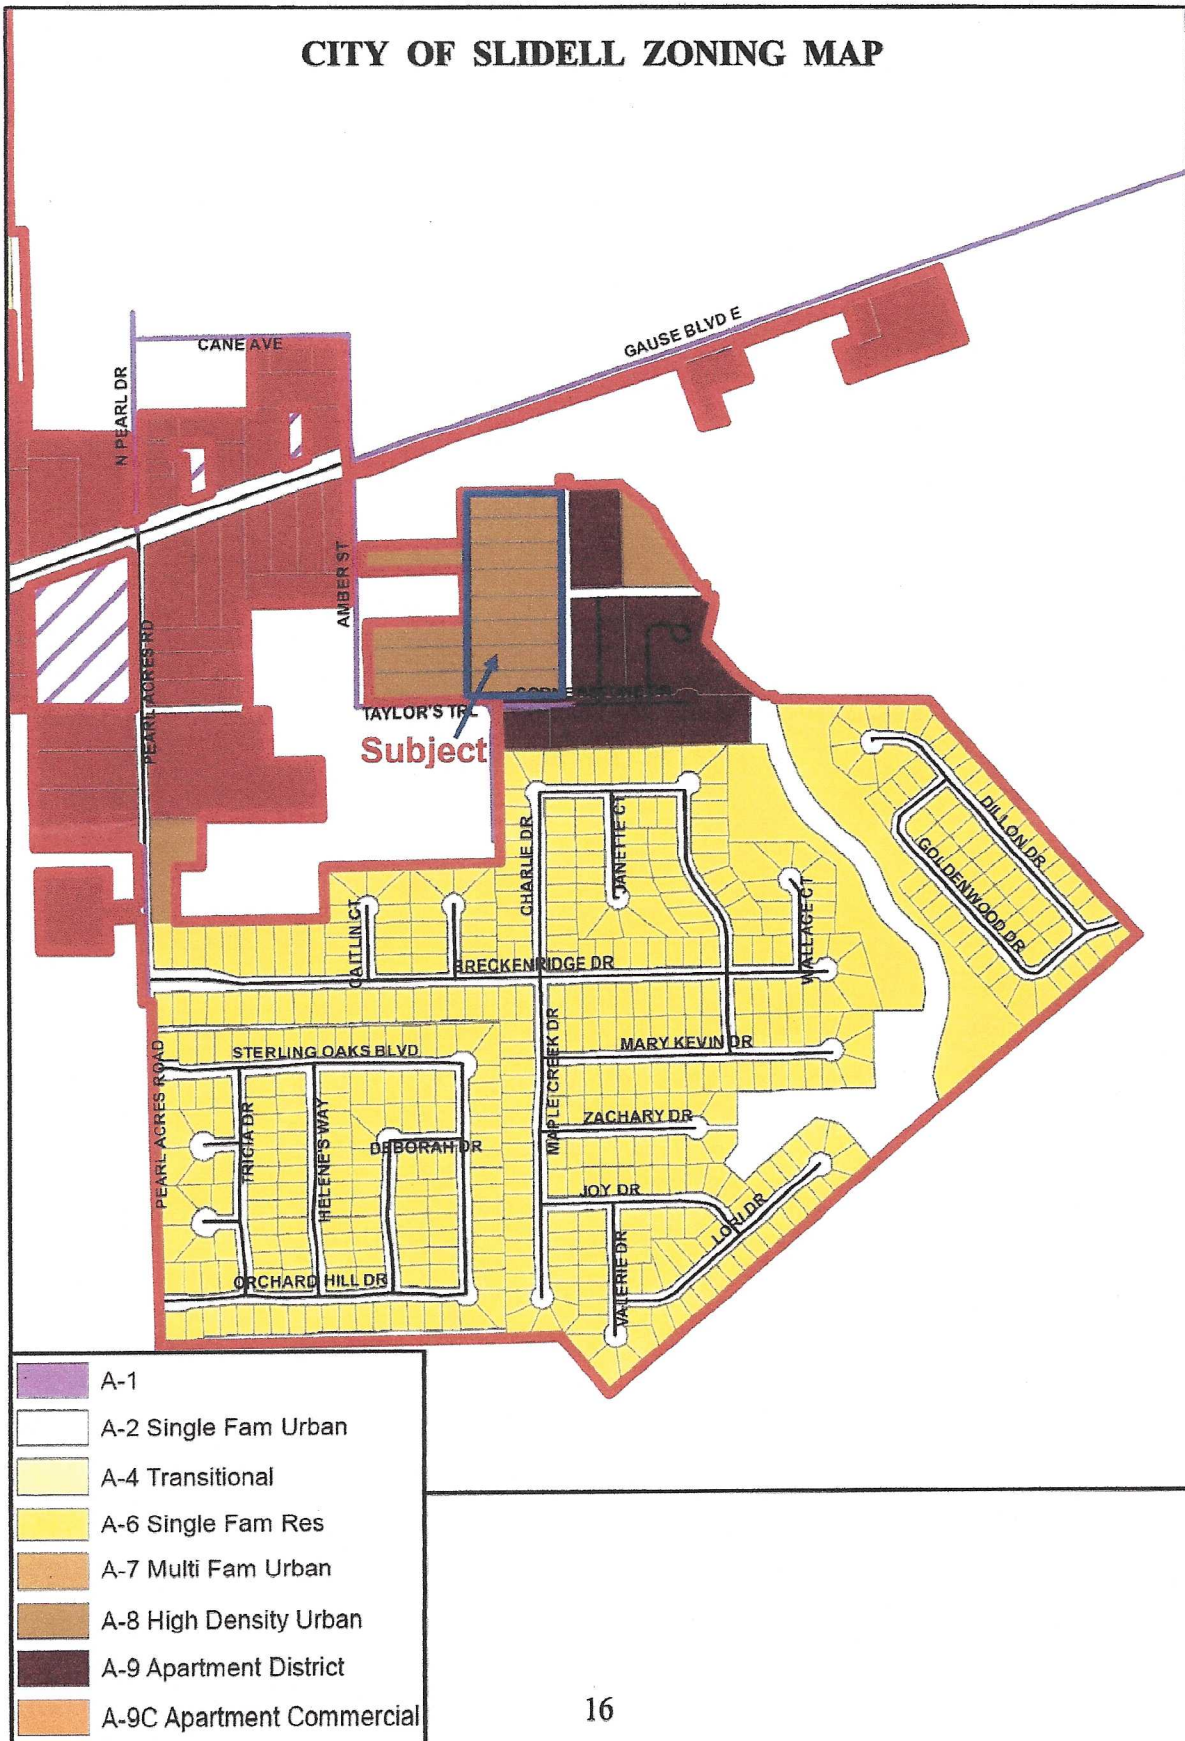 CITY OF SLIDELL ZONING MAP
GAUSE BLVD E
CANE AVE
N PEARL DR
AMBER ST
PEARL ACRES RD
TAYLOR'S TRL
Subject
CHARLIE DR
JANETTE CT
DILLON DR
GOLDENWOOD DR
CAITLIN CT
WALLACE CT
BRECKENRIDGE DR
MARY KEVIN DR
STERLING OAKS BLVD
MAPLE CREEK DR
PEARL ACRES ROAD
TRICIA DR
HELENE'S WAY
DEBORAH DR
ZACHARY DR
JOY DR
LORI DR
VALERIE DR
ORCHARD HILL DR
A-1
A-2 Single Fam Urban
A-4 Transitional
A-6 Single Fam Res
A-7 Multi Fam Urban
A-8 High Density Urban
A-9 Apartment District
A-9C Apartment Commercial
16